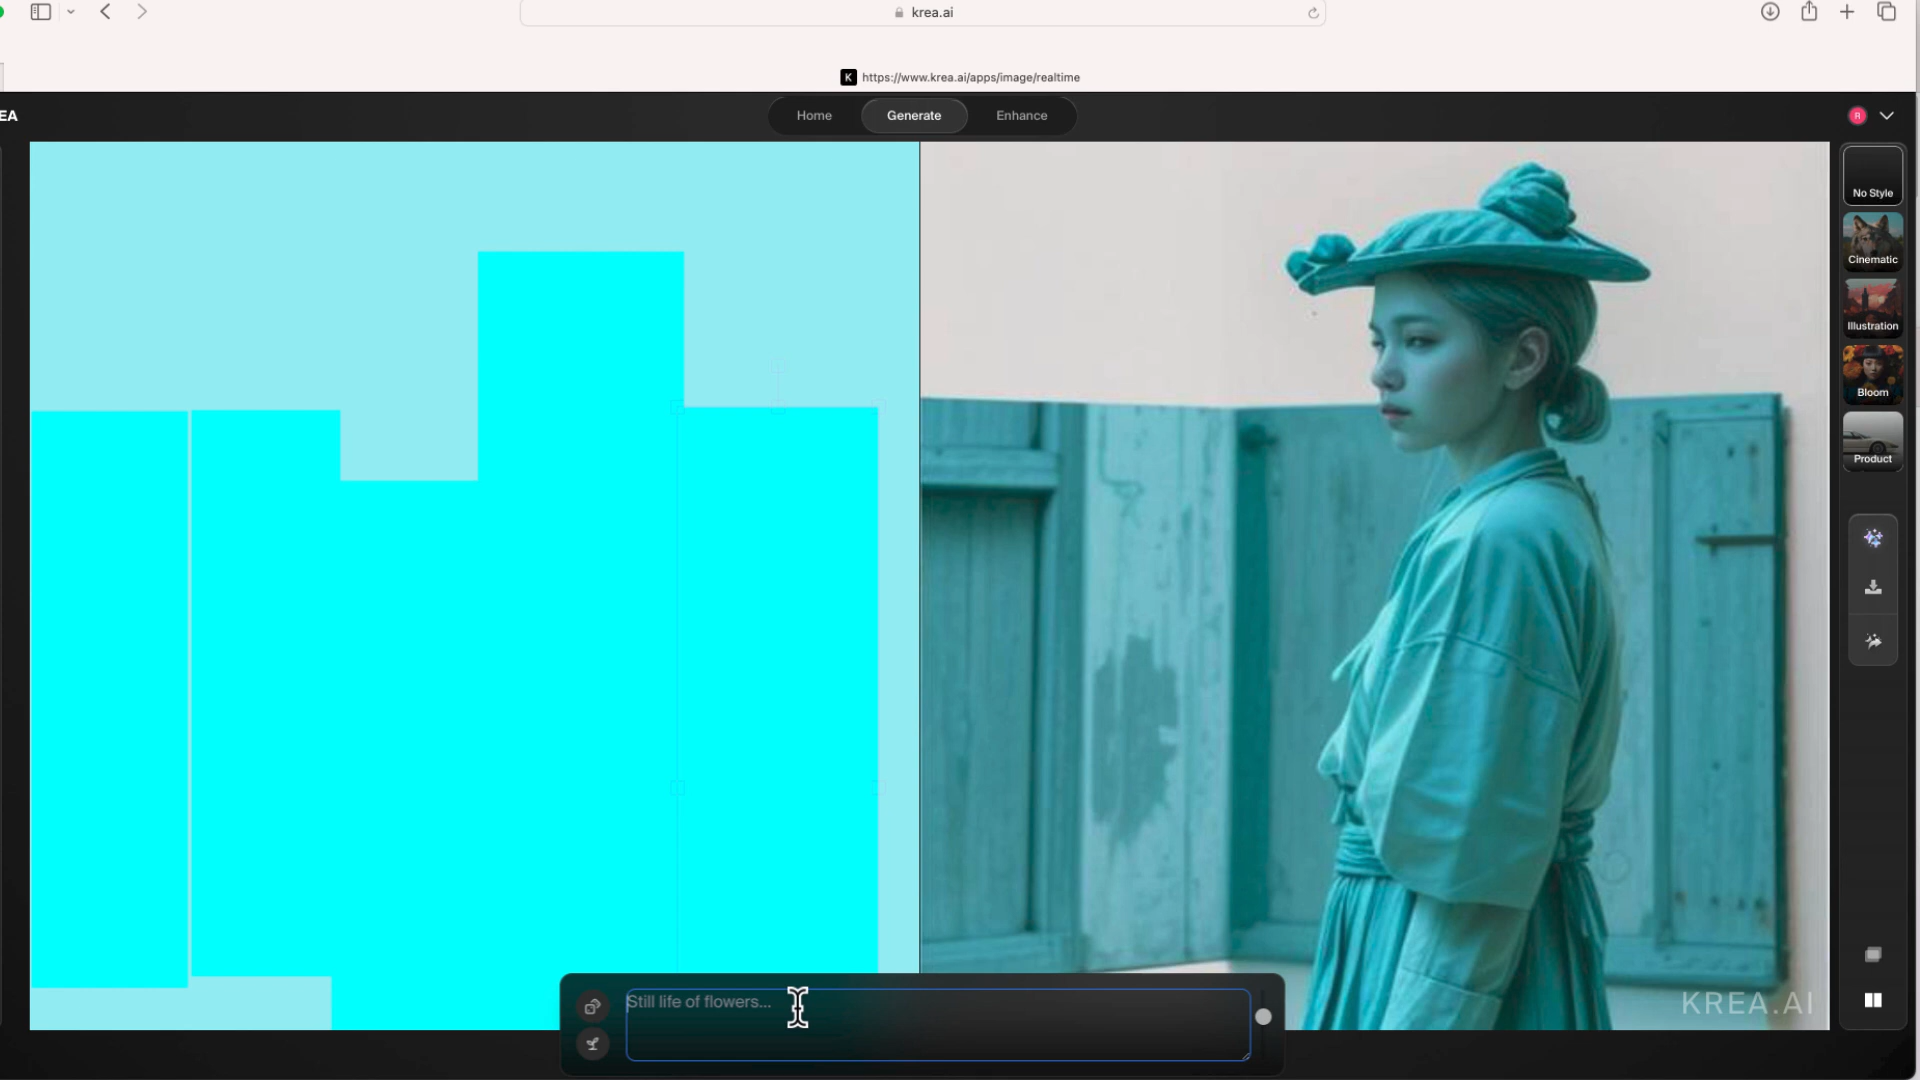 krea.ai
K https://www.krea.ai/apps/image/realtime
EA
Home
Generate
Enhance
R
No Style
Cinematic
Illustration
Bloom
Product
Still life of flowers...
KREA.AI